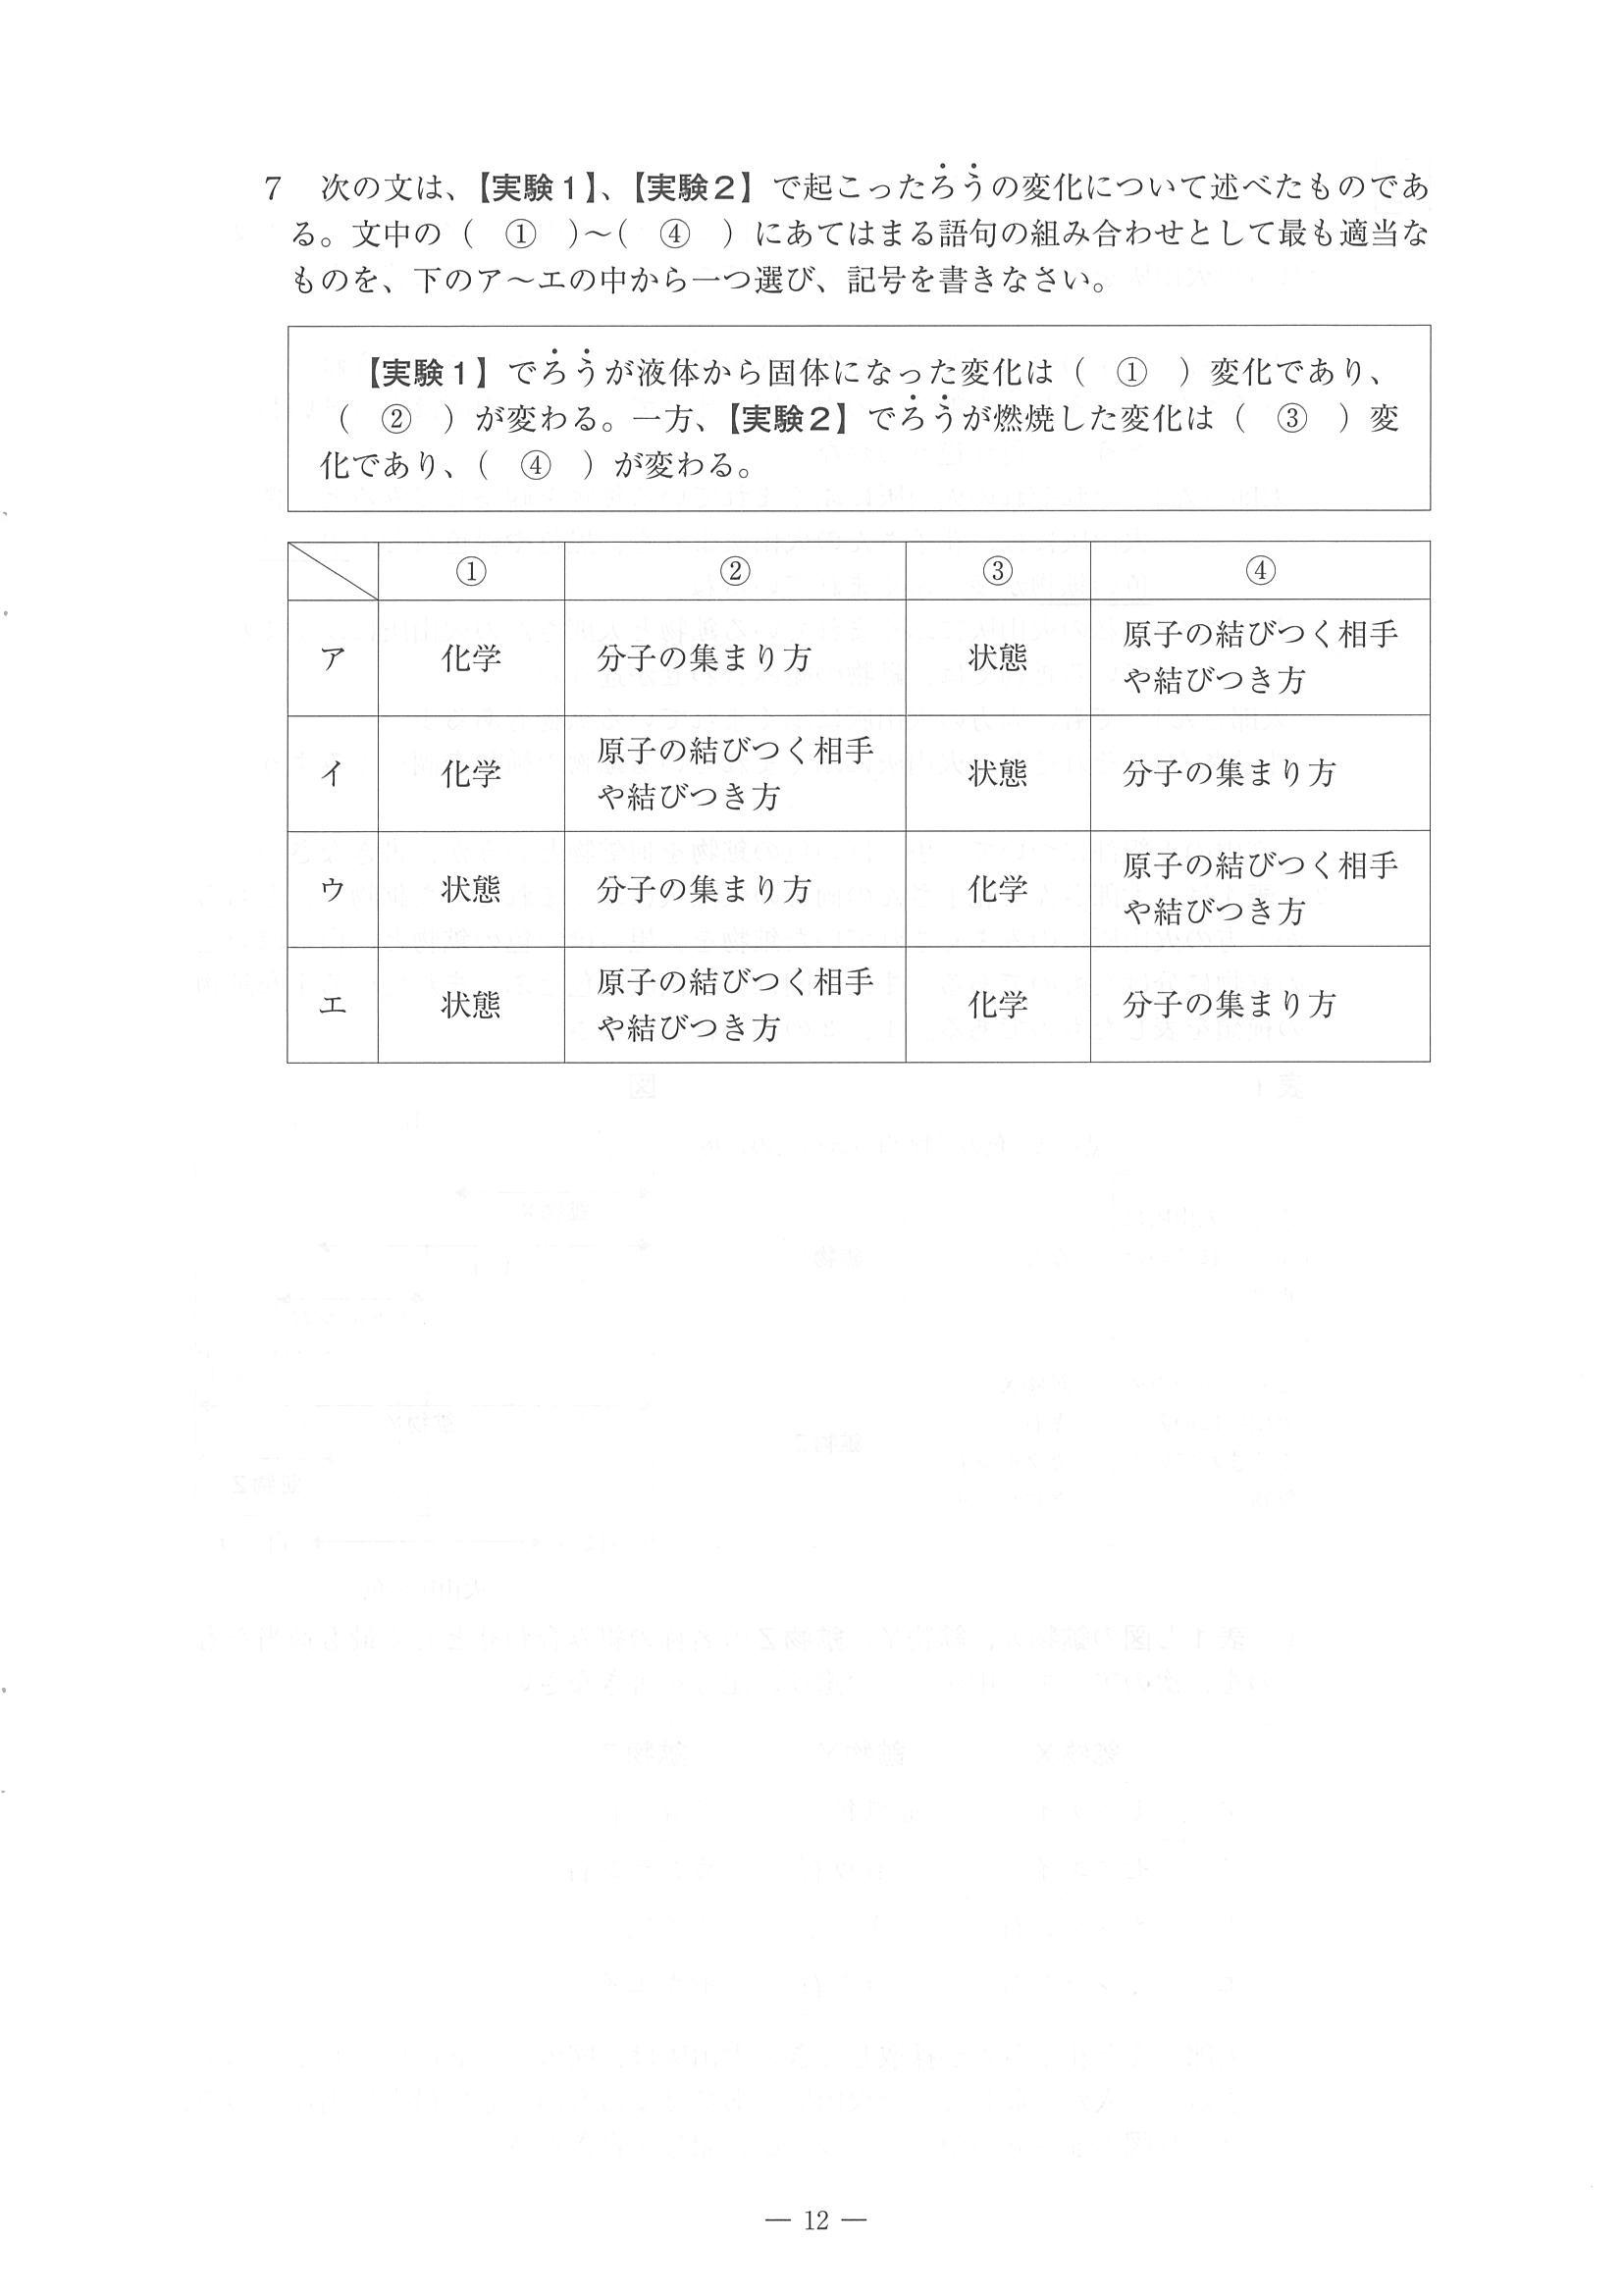 7 次の文は、【実験1】、【実験2】で起こったろうの変化について述べたものであ
る。文中の（ ① ）～（ ④ ）にあてはまる語句の組み合わせとして最も適当な
ものを、下のア～エの中から一つ選び、記号を書きなさい。
【実験1】でろうが液体から固体になった変化は（ ① ）変化であり、
（ ② ）が変わる。一方、【実験2】でろうが燃焼した変化は（ ③ ）変
化であり、（ ④ ）が変わる。
① ② ③ ④
ア 化学 分子の集まり方 状態 原子の結びつく相手
や結びつき方
イ 化学 原子の結びつく相手
や結びつき方 状態 分子の集まり方
ウ 状態 分子の集まり方 化学 原子の結びつく相手
や結びつき方
エ 状態 原子の結びつく相手
や結びつき方 化学 分子の集まり方
― 12 ―